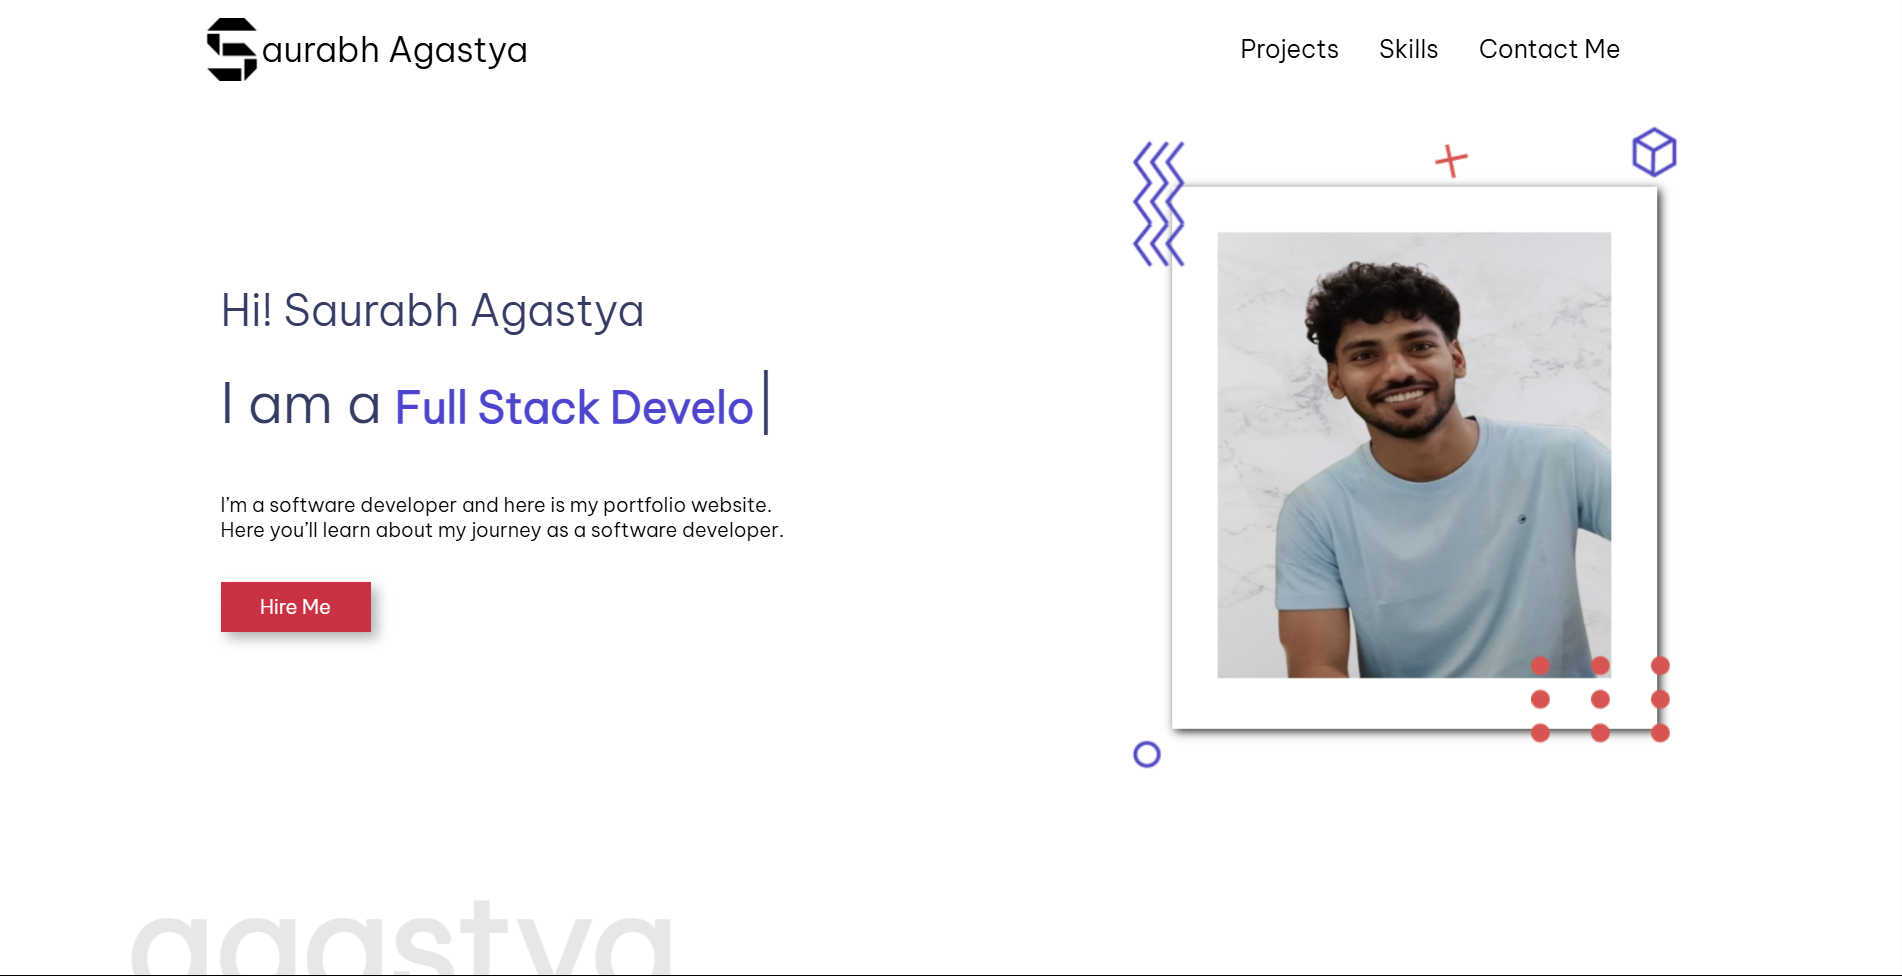 Saurabh Agastya
Projects Skills Contact Me
Hi! Saurabh Agastya
I am a Full Stack Develo
I'm a software developer and here is my portfolio website.
Here you'll learn about my journey as a software developer.
Hire Me
agastya